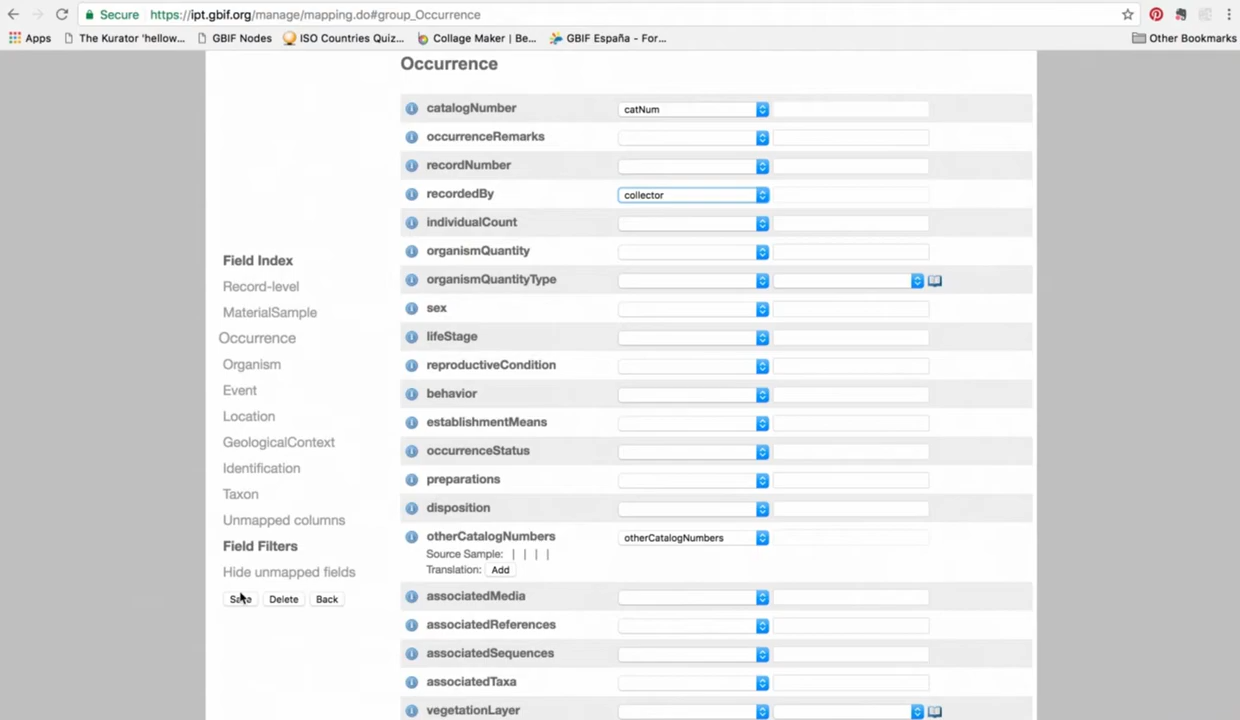 Secure https://ipt.gbif.org/manage/mapping.do#group_Occurrence
Apps The Kurator 'hellow... GBIF Nodes ISO Countries Quiz... Collage Maker | Be... GBIF España - For... Other Bookmarks
Occurrence
catalogNumber catNum
occurrenceRemarks
recordNumber
recordedBy collector
individualCount
organismQuantity
organismQuantityType
sex
lifeStage
reproductiveCondition
behavior
establishmentMeans
occurrenceStatus
preparations
disposition
otherCatalogNumbers otherCatalogNumbers
Source Sample: | | | |
Translation: Add
associatedMedia
associatedReferences
associatedSequences
associatedTaxa
vegetationLayer
Field Index
Record-level
MaterialSample
Occurrence
Organism
Event
Location
GeologicalContext
Identification
Taxon
Unmapped columns
Field Filters
Hide unmapped fields
Save Delete Back